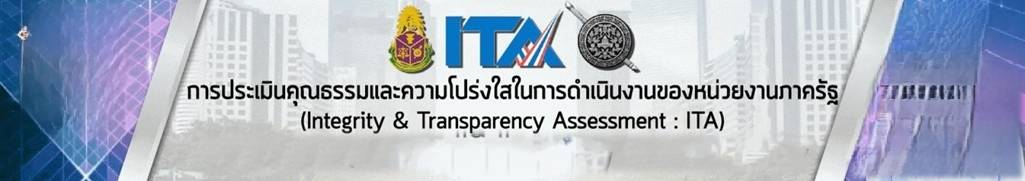 ITA
การประเมินคุณธรรมและความโปร่งใสในการดำเนินงานของหน่วยงานภาครัฐ
(Integrity & Transparency Assessment : ITA)